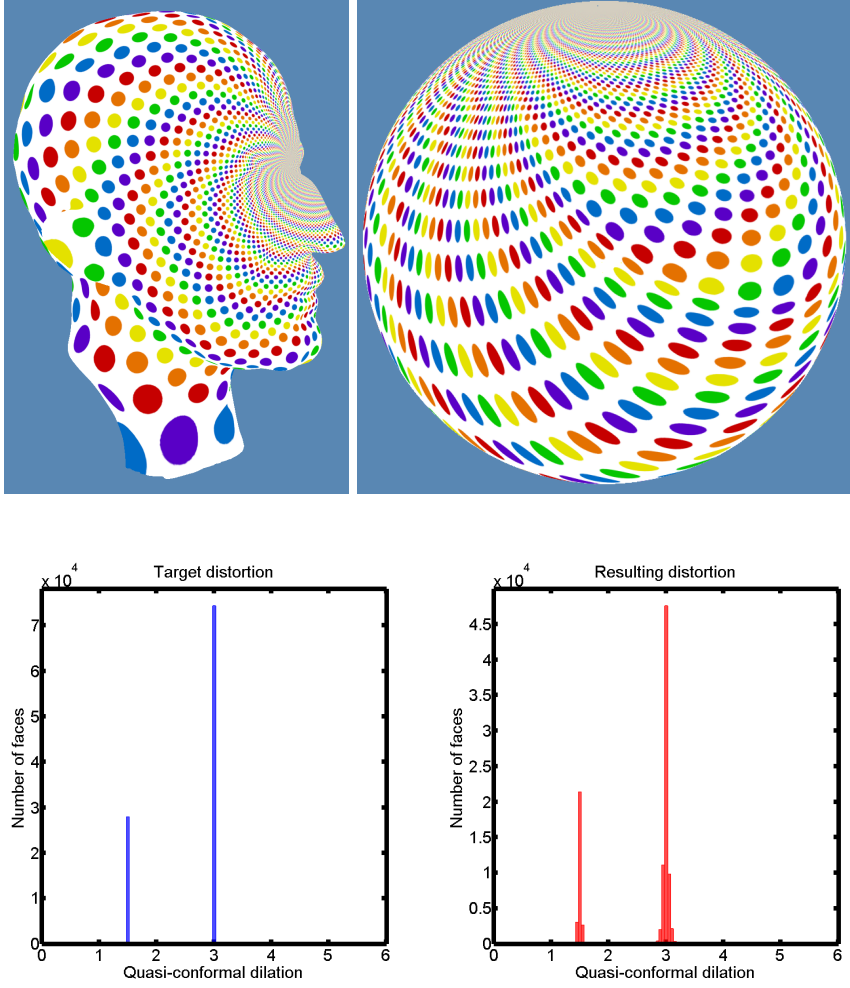 x 10^4
Target distortion
7
6
5
4
3
2
1
0
Number of faces
0 1 2 3 4 5 6
Quasi-conformal dilation
x 10^4
Resulting distortion
4.5
4
3.5
3
2.5
2
1.5
1
0.5
0
Number of faces
0 1 2 3 4 5 6
Quasi-conformal dilation